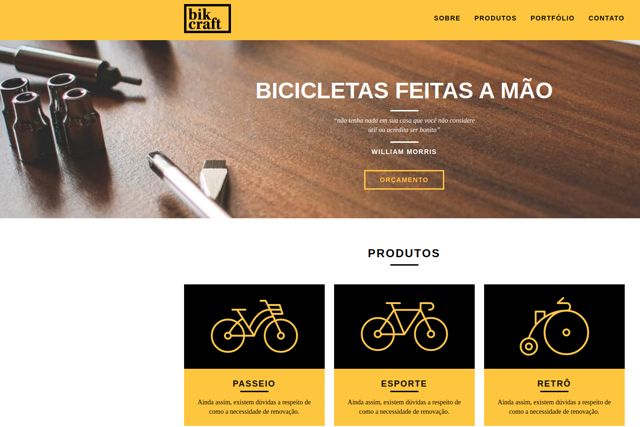 bik
craft
SOBRE PRODUTOS PORTFÓLIO CONTATO
BICICLETAS FEITAS A MÃO
“não tenha nada em sua casa que você não considere
útil ou acredita ser bonito”
WILLIAM MORRIS
ORÇAMENTO
PRODUTOS
PASSEIO
Ainda assim, existem dúvidas a respeito de
como a necessidade de renovação.
ESPORTE
Ainda assim, existem dúvidas a respeito de
como a necessidade de renovação.
RETRÔ
Ainda assim, existem dúvidas a respeito de
como a necessidade de renovação.